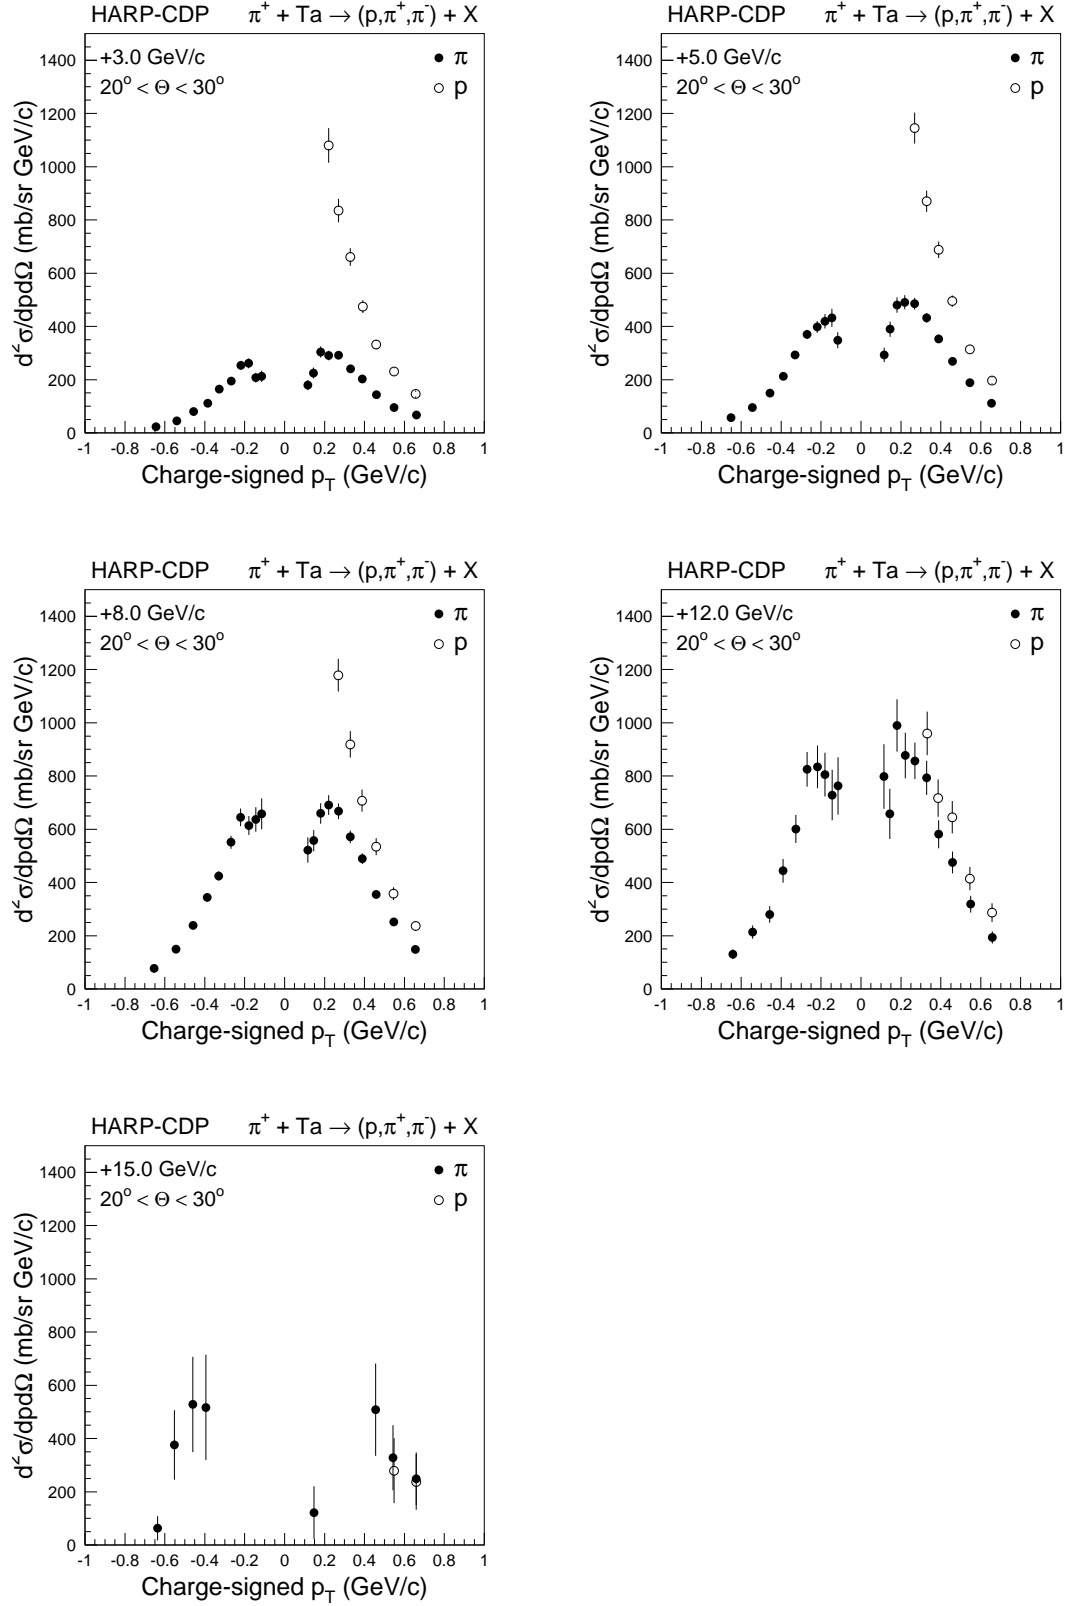 HARP-CDP π⁺ + Ta → (p,π⁺,π⁻) + X
+3.0 GeV/c
20° < Θ < 30°
π
p
d²σ/dpdΩ (mb/sr GeV/c)
1400
1200
1000
800
600
400
200
0
-1 -0.8 -0.6 -0.4 -0.2 0 0.2 0.4 0.6 0.8 1
Charge-signed p_T (GeV/c)
HARP-CDP π⁺ + Ta → (p,π⁺,π⁻) + X
+5.0 GeV/c
20° < Θ < 30°
π
p
d²σ/dpdΩ (mb/sr GeV/c)
1400
1200
1000
800
600
400
200
0
-1 -0.8 -0.6 -0.4 -0.2 0 0.2 0.4 0.6 0.8 1
Charge-signed p_T (GeV/c)
HARP-CDP π⁺ + Ta → (p,π⁺,π⁻) + X
+8.0 GeV/c
20° < Θ < 30°
π
p
d²σ/dpdΩ (mb/sr GeV/c)
1400
1200
1000
800
600
400
200
0
-1 -0.8 -0.6 -0.4 -0.2 0 0.2 0.4 0.6 0.8 1
Charge-signed p_T (GeV/c)
HARP-CDP π⁺ + Ta → (p,π⁺,π⁻) + X
+12.0 GeV/c
20° < Θ < 30°
π
p
d²σ/dpdΩ (mb/sr GeV/c)
1400
1200
1000
800
600
400
200
0
-1 -0.8 -0.6 -0.4 -0.2 0 0.2 0.4 0.6 0.8 1
Charge-signed p_T (GeV/c)
HARP-CDP π⁺ + Ta → (p,π⁺,π⁻) + X
+15.0 GeV/c
20° < Θ < 30°
π
p
d²σ/dpdΩ (mb/sr GeV/c)
1400
1200
1000
800
600
400
200
0
-1 -0.8 -0.6 -0.4 -0.2 0 0.2 0.4 0.6 0.8 1
Charge-signed p_T (GeV/c)